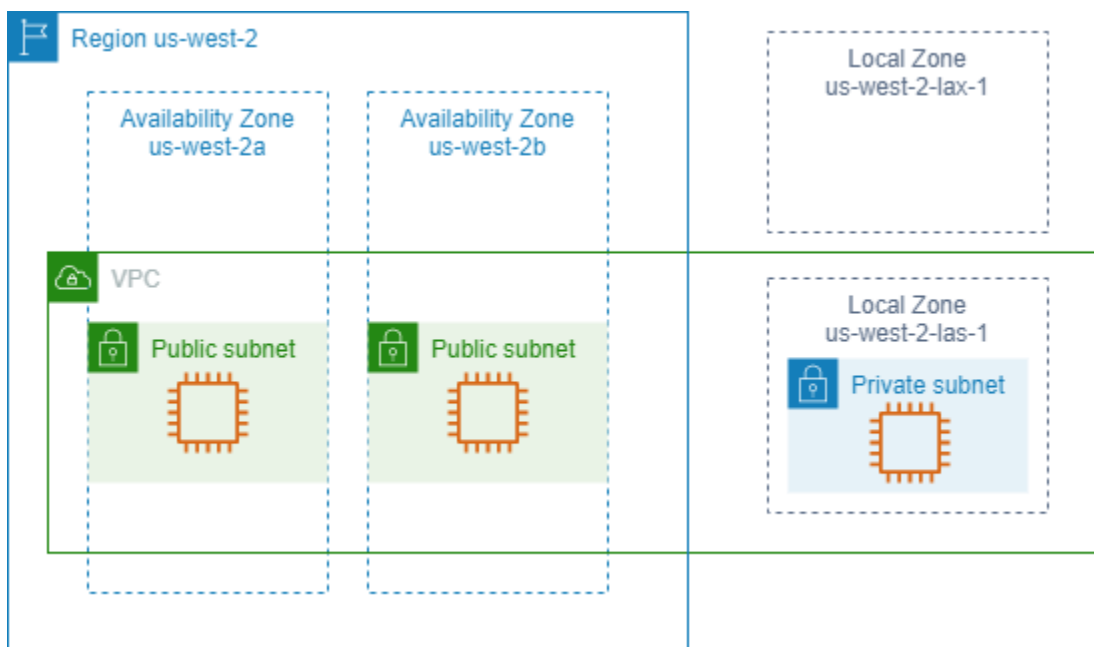 Region us-west-2
Availability Zone
us-west-2a
Availability Zone
us-west-2b
Local Zone
us-west-2-lax-1
VPC
Public subnet
Public subnet
Local Zone
us-west-2-las-1
Private subnet